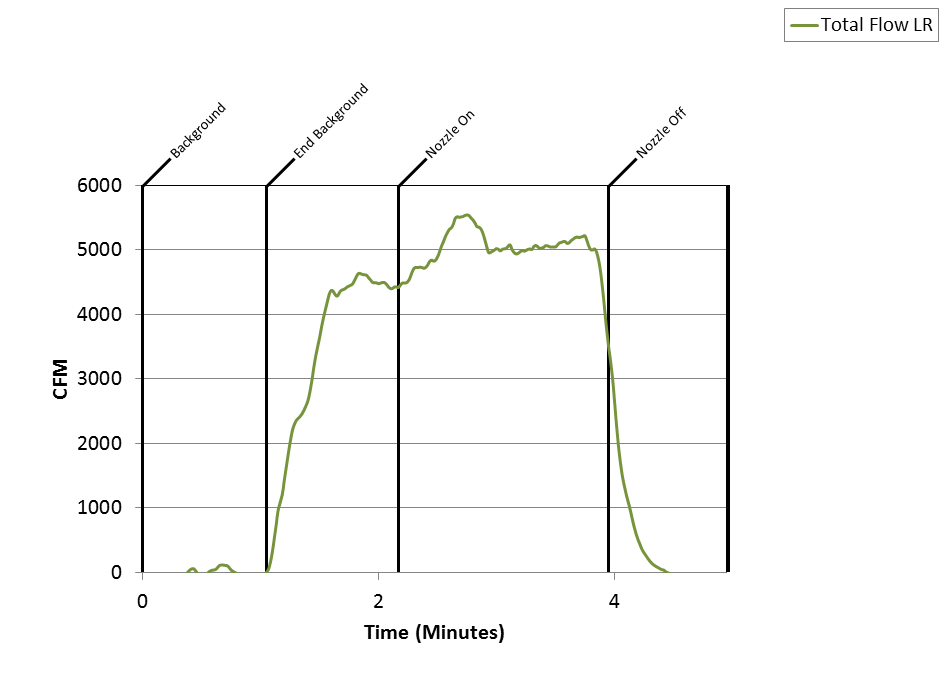 Total Flow LR
Background
End Background
Nozzle On
Nozzle Off
6000
5000
4000
3000
2000
1000
0
CFM
0 2 4
Time (Minutes)